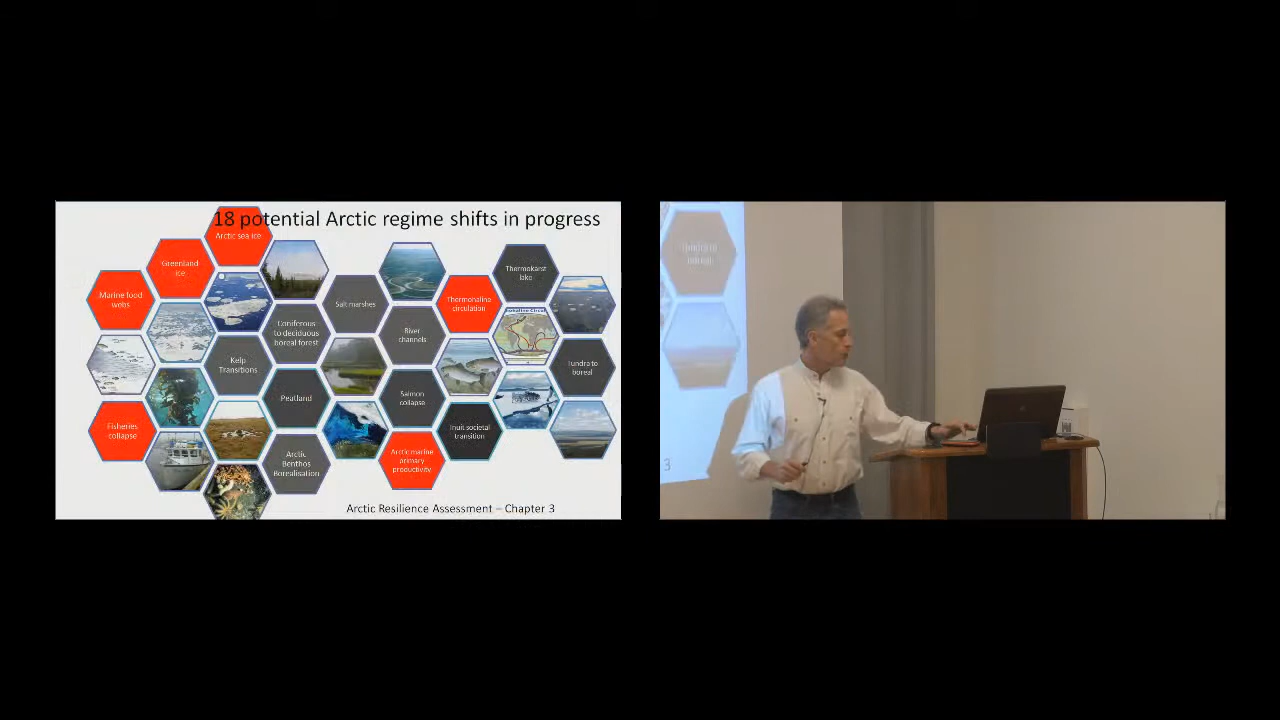 18 potential Arctic regime shifts in progress
Arctic sea ice
Greenland
ice
Marine food
webs
Thermokarst
lake
Salt marshes
Thermohaline
circulation
Coniferous
to deciduous
boreal forest
River
channels
Kelp
Transitions
Tundra to
boreal
Peatland
Salmon
collapse
Fisheries
collapse
Inuit societal
transition
Arctic
Benthos
Borealisation
Arctic marine
primary
productivity
Arctic Resilience Assessment – Chapter 3
3